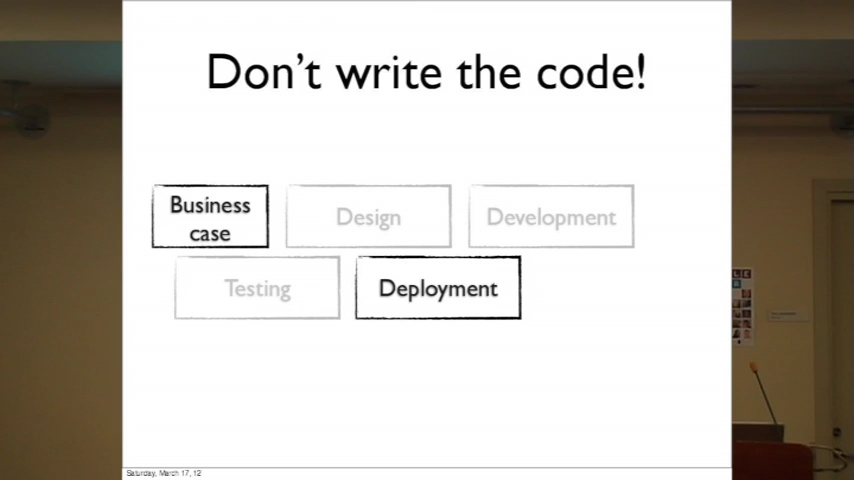 Don't write the code!
Business
case
Design
Development
Testing
Deployment
Saturday, March 17, 12